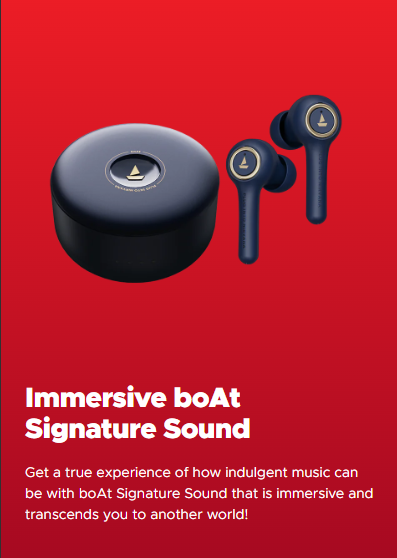 Immersive boAt
Signature Sound
Get a true experience of how indulgent music can
be with boAt Signature Sound that is immersive and
transcends you to another world!